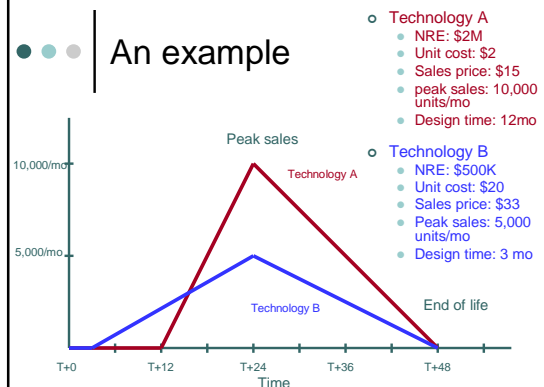 An example
Technology A
NRE: $2M
Unit cost: $2
Sales price: $15
peak sales: 10,000
units/mo
Design time: 12mo
Technology B
NRE: $500K
Unit cost: $20
Sales price: $33
Peak sales: 5,000
units/mo
Design time: 3 mo
Peak sales
10,000/mo
Technology A
5,000/mo
Technology B
End of life
T+0
T+12
T+24
T+36
T+48
Time